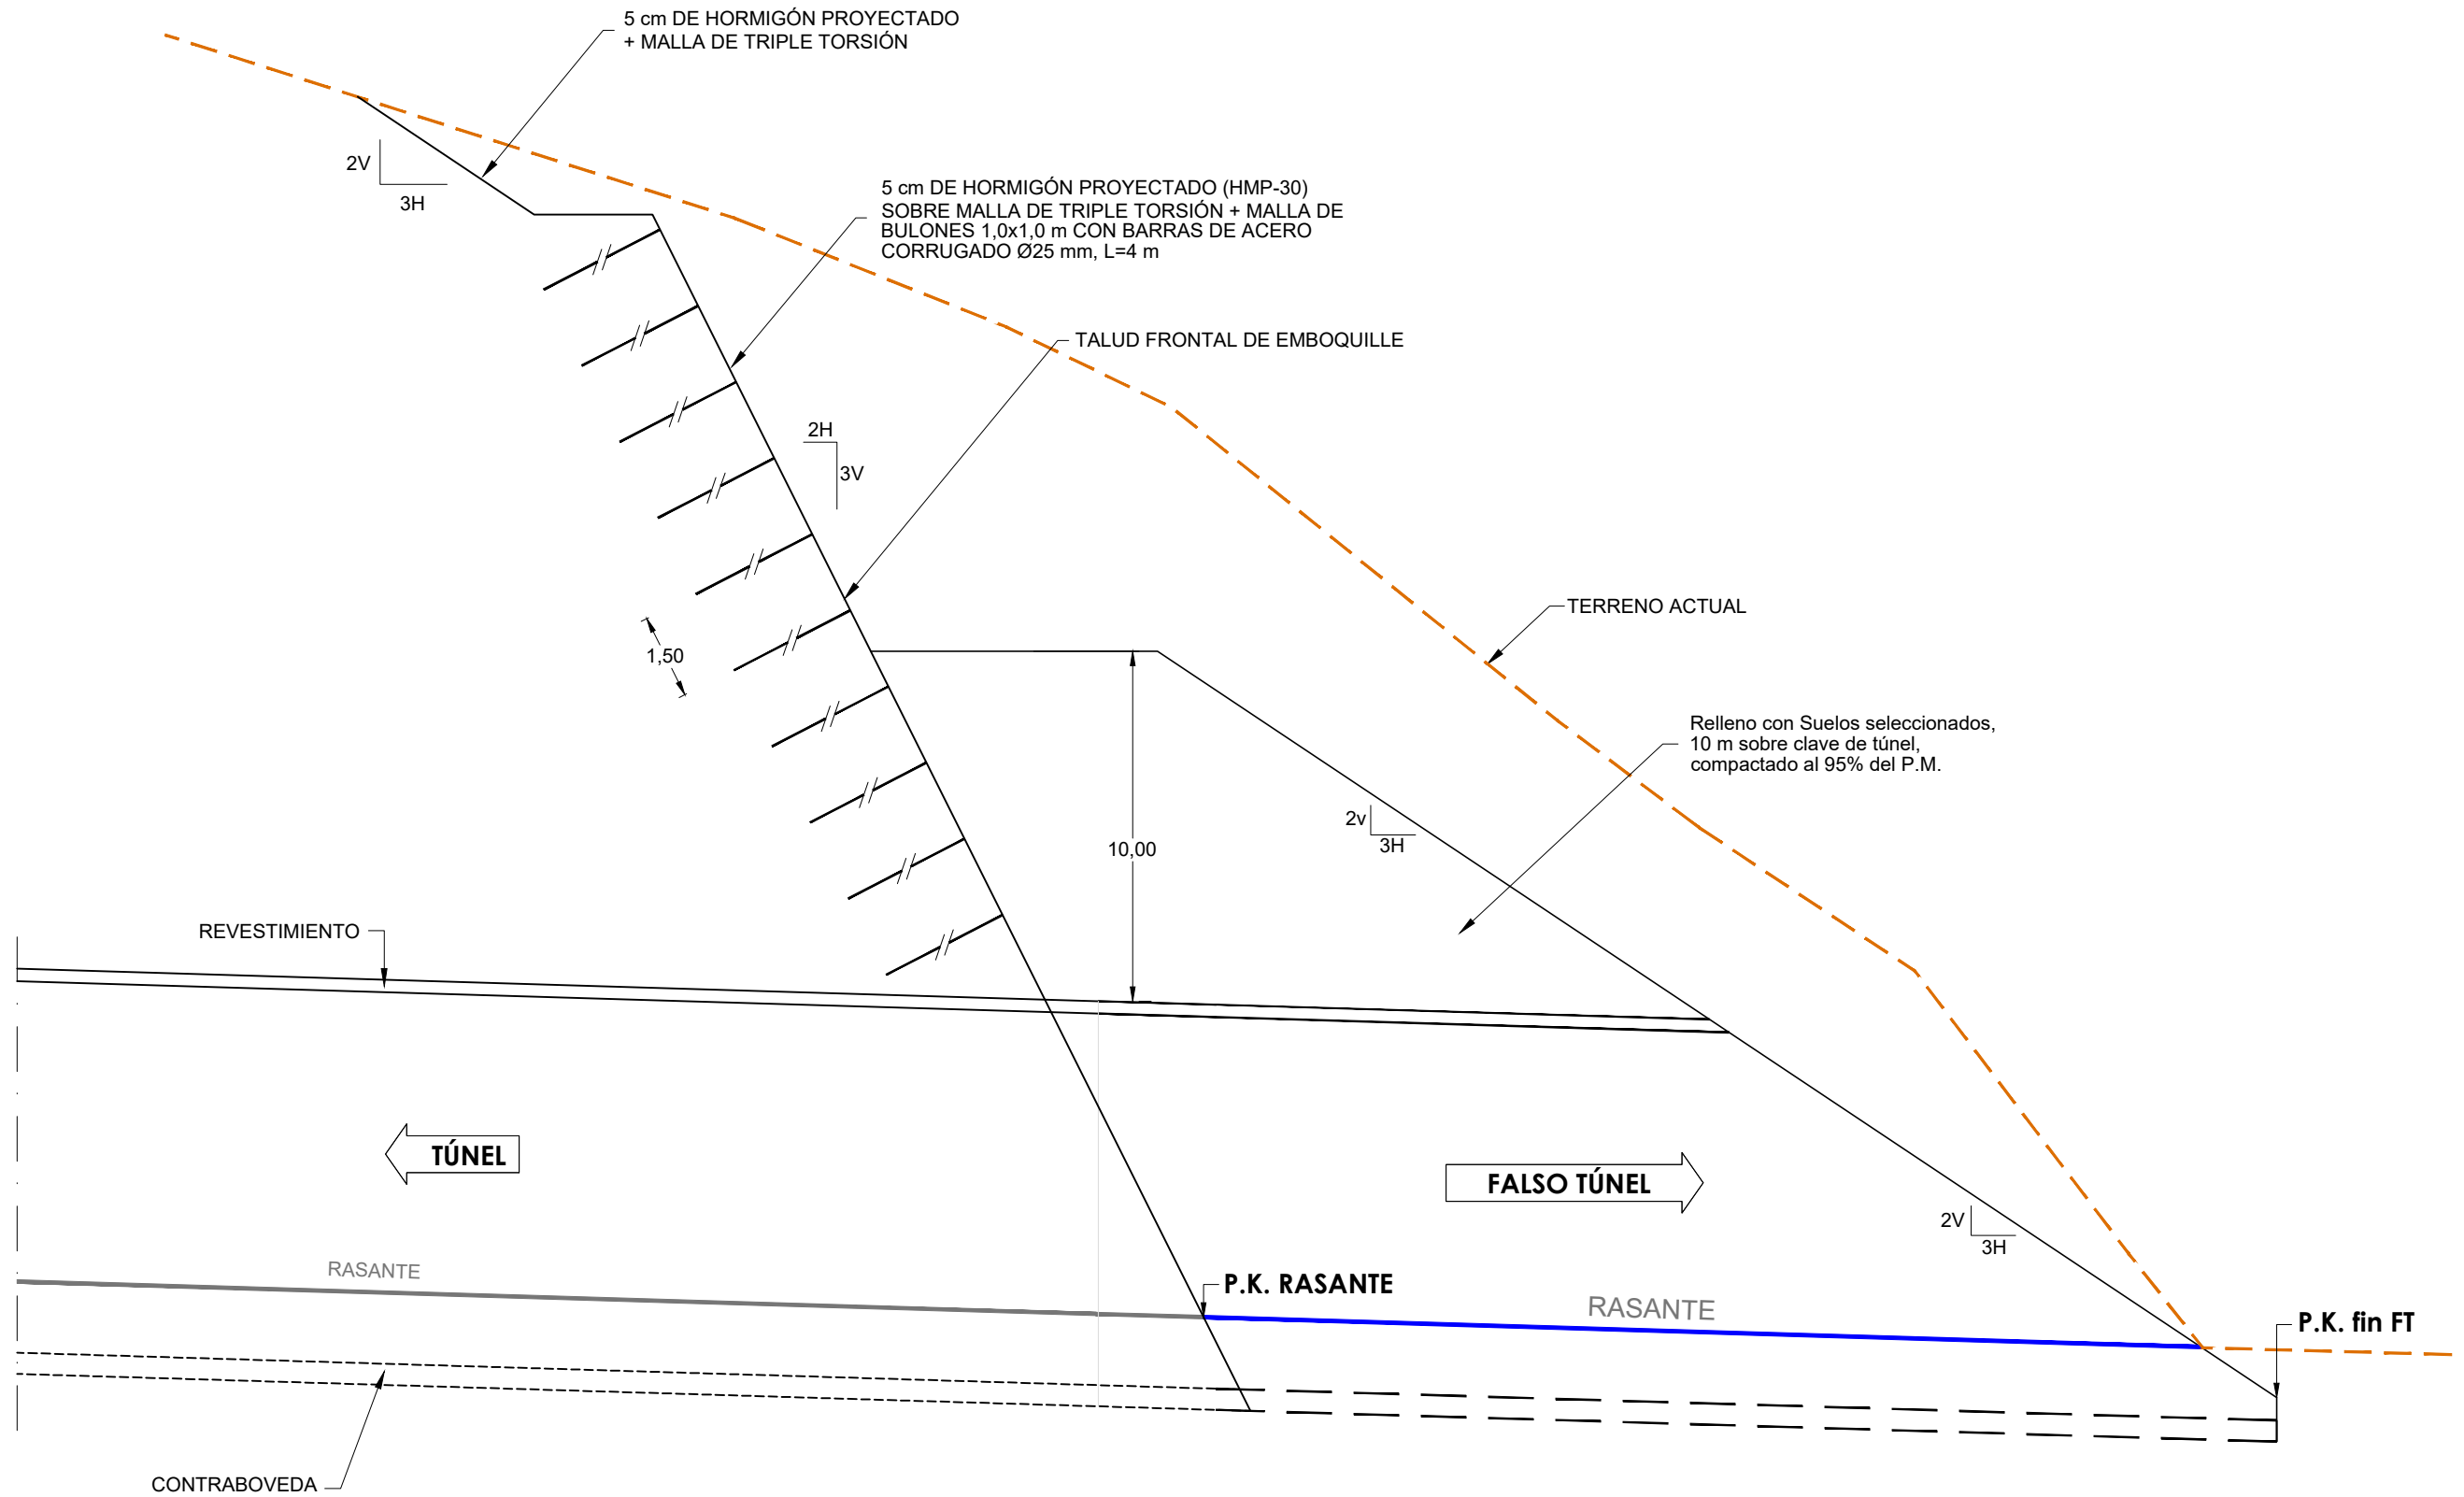 5 cm DE HORMIGÓN PROYECTADO
+ MALLA DE TRIPLE TORSIÓN
2V
3H
5 cm DE HORMIGÓN PROYECTADO (HMP-30)
SOBRE MALLA DE TRIPLE TORSIÓN + MALLA DE
BULONES 1,0x1,0 m CON BARRAS DE ACERO
CORRUGADO Ø25 mm, L=4 m
TALUD FRONTAL DE EMBOQUILLE
2H
3V
TERRENO ACTUAL
1,50
Relleno con Suelos seleccionados,
10 m sobre clave de túnel,
compactado al 95% del P.M.
2v
3H
10,00
REVESTIMIENTO
TÚNEL
FALSO TÚNEL
2V
3H
RASANTE
P.K. RASANTE
RASANTE
P.K. fin FT
CONTRABOVEDA